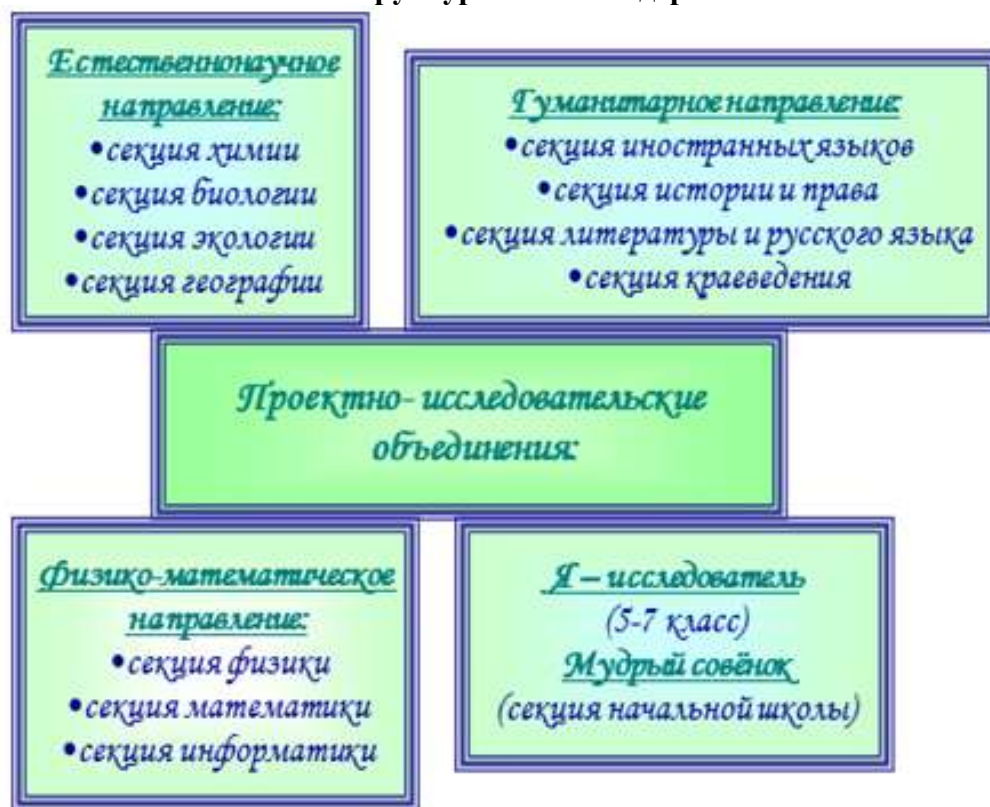 Естественнонаучное
направление:
•секция химии
•секция биологии
•секция экологии
•секция географии
Гуманитарное направление:
•секция иностранных языков
•секция истории и права
•секция литературы и русского языка
•секция краеведения
Проектно- исследовательские
объединения:
Физико-математическое
направление:
•секция физики
•секция математики
•секция информатики
Я – исследователь
(5-7 класс)
Мудрый совёнок
(секция начальной школы)